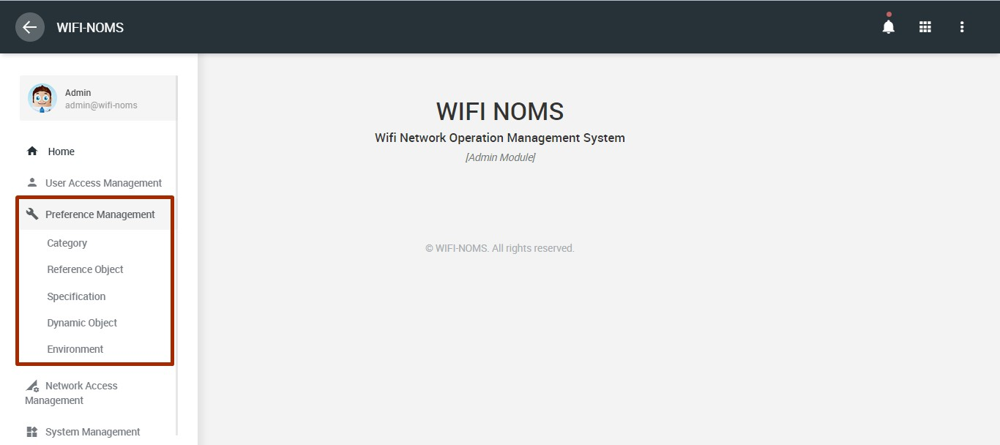 WIFI-NOMS
Admin
admin@wifi-noms
Home
User Access Management
Preference Management
Category
Reference Object
Specification
Dynamic Object
Environment
Network Access
Management
System Management
WIFI NOMS
Wifi Network Operation Management System
[Admin Module]
© WIFI-NOMS. All rights reserved.